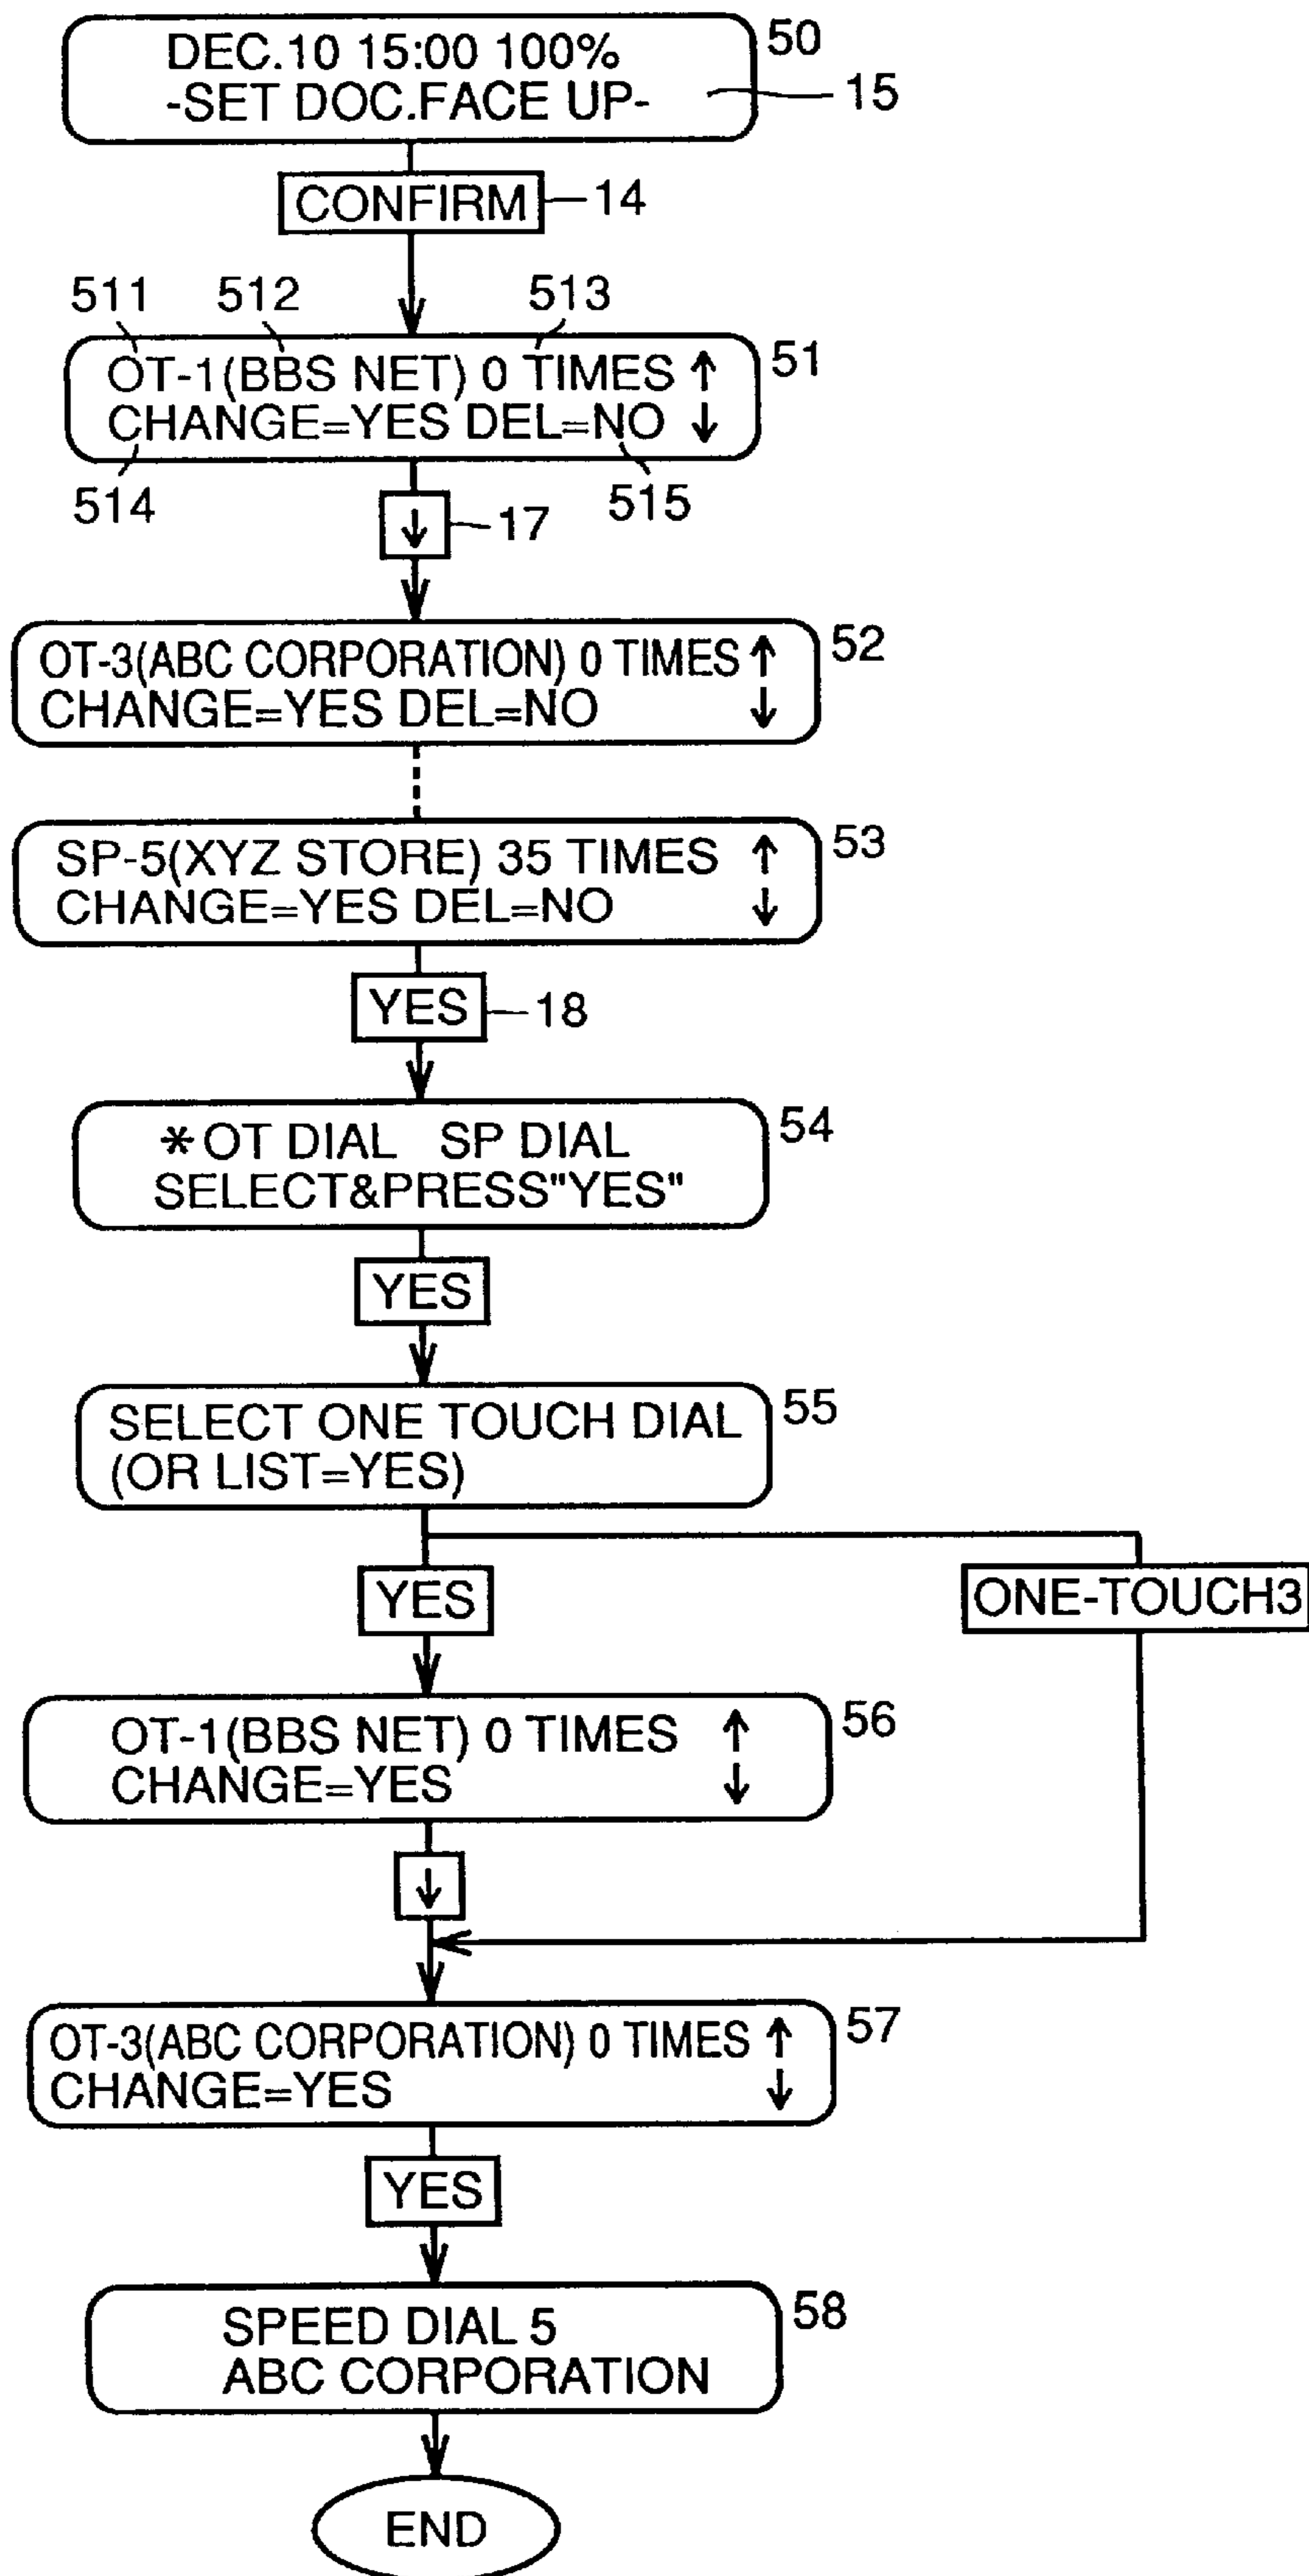 DEC.10 15:00 100%
-SET DOC.FACE UP-
50
15
CONFIRM
14
511
512
513
OT-1(BBS NET) 0 TIMES ↑
CHANGE=YES DEL=NO ↓
51
514
515
↓
17
OT-3(ABC CORPORATION) 0 TIMES ↑
CHANGE=YES DEL=NO ↓
52
SP-5(XYZ STORE) 35 TIMES ↑
CHANGE=YES DEL=NO ↓
53
YES
18
*OT DIAL SP DIAL
SELECT&PRESS"YES"
54
YES
SELECT ONE TOUCH DIAL
(OR LIST=YES)
55
YES
ONE-TOUCH3
OT-1(BBS NET) 0 TIMES ↑
CHANGE=YES ↓
56
↓
OT-3(ABC CORPORATION) 0 TIMES ↑
CHANGE=YES ↓
57
YES
SPEED DIAL 5
ABC CORPORATION
58
END